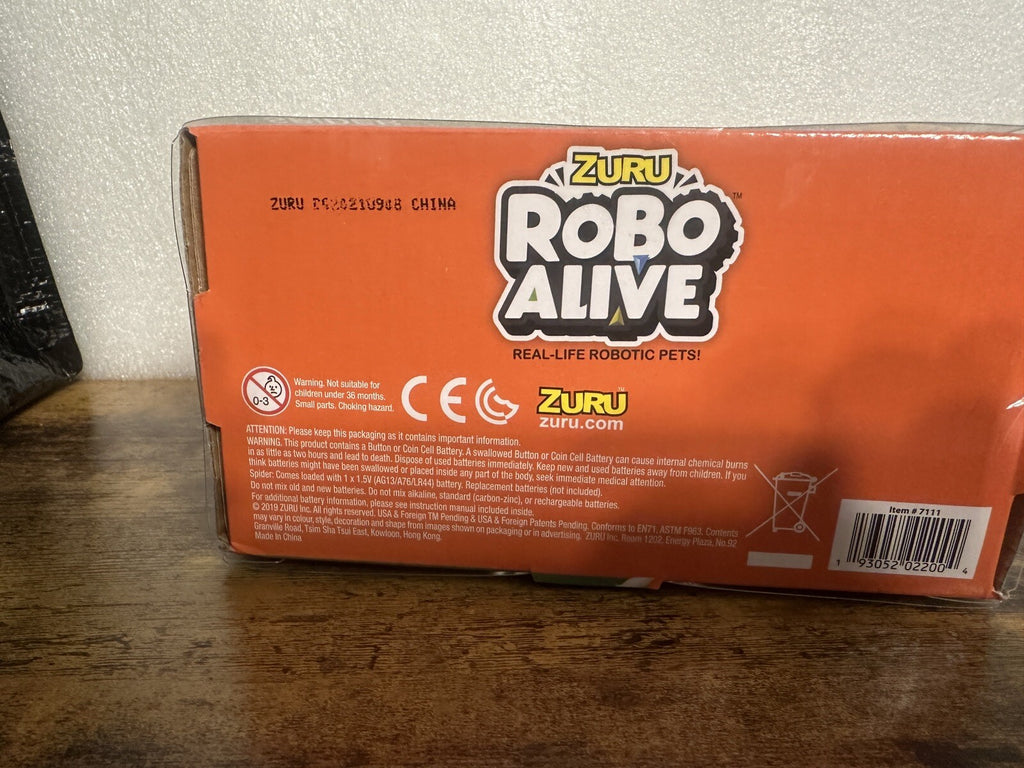 ZURU
ROBO
ALIVE
TM
REAL-LIFE ROBOTIC PETS!
ZURU CHINA
0-3
Warning. Not suitable for
children under 36 months.
Small parts. Choking hazard.
CE
ZURU
TM
zuru.com
ATTENTION: Please keep this packaging as it contains important information.
WARNING. This product contains a Button or Coin Cell Battery. A swallowed Button or Coin Cell Battery can cause internal chemical burns
in as little as two hours and lead to death. Dispose of used batteries immediately. Keep new and used batteries away from children. If you
think batteries might have been swallowed or placed inside any part of the body, seek immediate medical attention.
Spider: Comes loaded with 1 x 1.5V (AG13/A76/LR44) battery. Replacement batteries (not included).
Do not mix old and new batteries. Do not mix alkaline, standard (carbon-zinc), or rechargeable batteries.
For additional battery information, please see instruction manual included inside.
© 2019 ZURU Inc. All rights reserved. USA & Foreign TM Pending & USA & Foreign Patents Pending. Conforms to EN71, ASTM F963. Contents
may vary in colour, style, decoration and shape from images shown on packaging or in advertising. ZURU Inc. Room 1202, Energy Plaza, No.92
Granville Road, Tsim Sha Tsui East, Kowloon, Hong Kong.
Made In China
Item # 7111
1 93052 02200 4